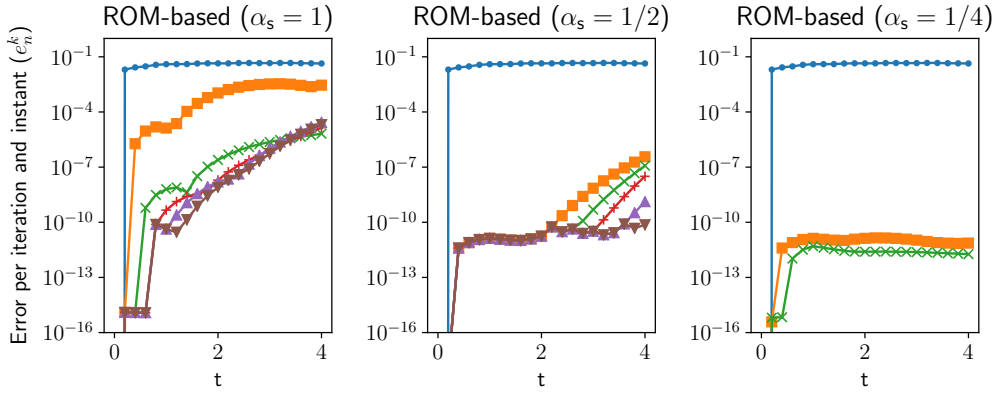 ROM-based (αₛ = 1)
ROM-based (αₛ = 1/2)
ROM-based (αₛ = 1/4)
Error per iteration and instant (eₙᵏ)
10⁻¹
10⁻⁴
10⁻⁷
10⁻¹⁰
10⁻¹³
10⁻¹⁶
0 2 4
t
10⁻¹
10⁻⁴
10⁻⁷
10⁻¹⁰
10⁻¹³
10⁻¹⁶
0 2 4
t
10⁻¹
10⁻⁴
10⁻⁷
10⁻¹⁰
10⁻¹³
10⁻¹⁶
0 2 4
t